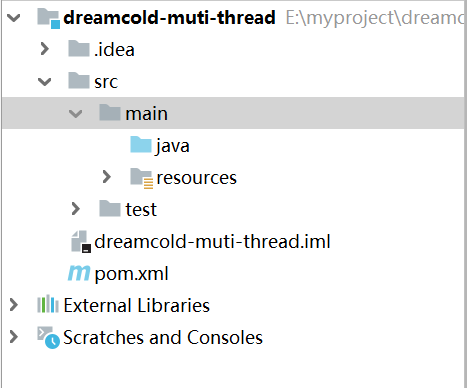 dreamcold-muti-thread E:\myproject\dreamc
.idea
src
main
java
resources
test
dreamcold-muti-thread.iml
pom.xml
External Libraries
Scratches and Consoles